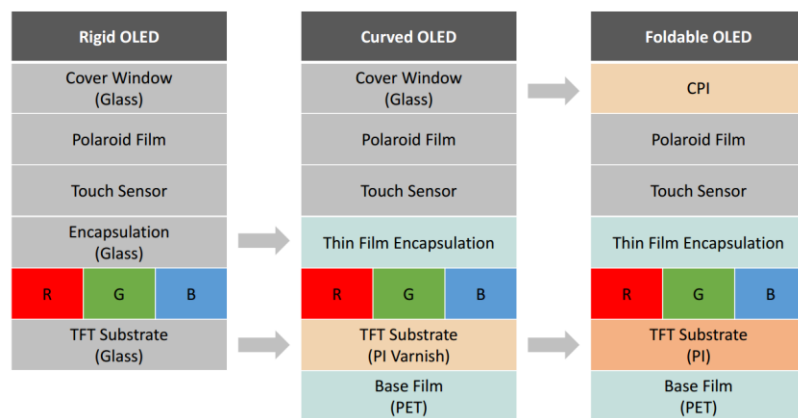 Rigid OLED
Cover Window
(Glass)
Polaroid Film
Touch Sensor
Encapsulation
(Glass)
R G B
TFT Substrate
(Glass)
Curved OLED
Cover Window
(Glass)
Polaroid Film
Touch Sensor
Thin Film Encapsulation
R G B
TFT Substrate
(PI Varnish)
Base Film
(PET)
Foldable OLED
CPI
Polaroid Film
Touch Sensor
Thin Film Encapsulation
R G B
TFT Substrate
(PI)
Base Film
(PET)